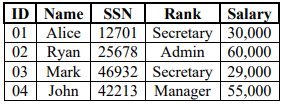 ID Name SSN Rank Salary
01 Alice 12701 Secretary 30,000
02 Ryan 25678 Admin 60,000
03 Mark 46932 Secretary 29,000
04 John 42213 Manager 55,000